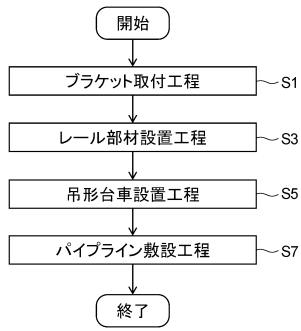 開始
ブラケット取付工程 S1
レール部材設置工程 S3
吊形台車設置工程 S5
パイプライン敷設工程 S7
終了